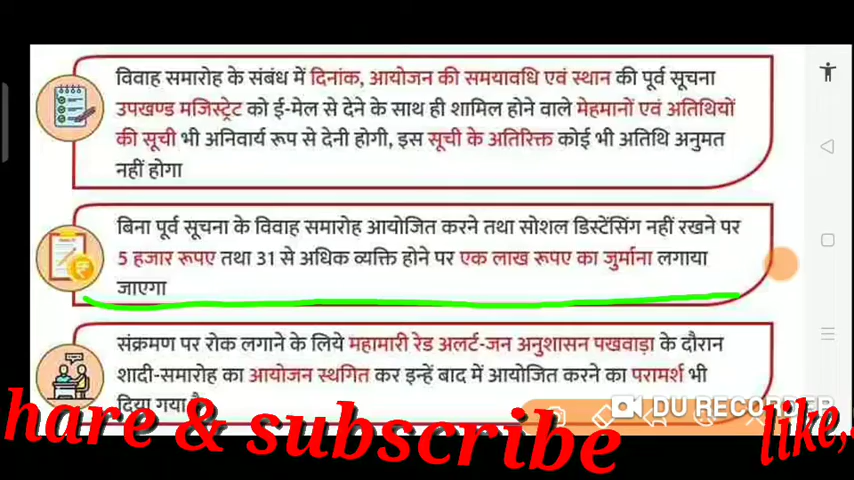 विवाह समारोह के संबंध में दिनांक, आयोजन की समयावधि एवं स्थान की पूर्व सूचना
उपखण्ड मजिस्ट्रेट को ई-मेल से देने के साथ ही शामिल होने वाले मेहमानों एवं अतिथियों
की सूची भी अनिवार्य रूप से देनी होगी, इस सूची के अतिरिक्त कोई भी अतिथि अनुमत
नहीं होगा
बिना पूर्व सूचना के विवाह समारोह आयोजित करने तथा सोशल डिस्टेंसिंग नहीं रखने पर
5 हजार रूपए तथा 31 से अधिक व्यक्ति होने पर एक लाख रूपए का जुर्माना लगाया
जाएगा
संक्रमण पर रोक लगाने के लिये महामारी रेड अलर्ट-जन अनुशासन पखवाड़ा के दौरान
शादी-समारोह का आयोजन स्थगित कर इन्हें बाद में आयोजित करने का परामर्श भी
दिया गया है
DU RECORDER
hare & subscribe like,